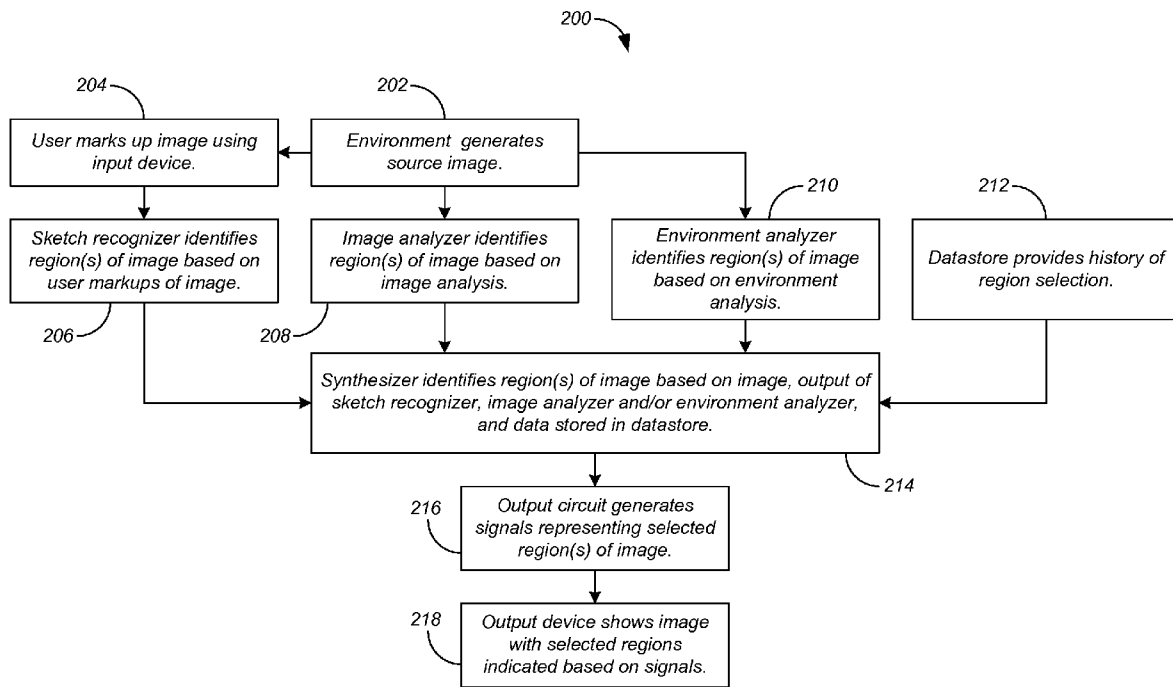 200
204
202
User marks up image using
input device.
Environment generates
source image.
210
212
Sketch recognizer identifies
region(s) of image based on
user markups of image.
Image analyzer identifies
region(s) of image based on
image analysis.
Environment analyzer
identifies region(s) of image
based on environment
analysis.
Datastore provides history of
region selection.
206
208
Synthesizer identifies region(s) of image based on image, output of
sketch recognizer, image analyzer and/or environment analyzer,
and data stored in datastore.
214
216
Output circuit generates
signals representing selected
region(s) of image.
218
Output device shows image
with selected regions
indicated based on signals.